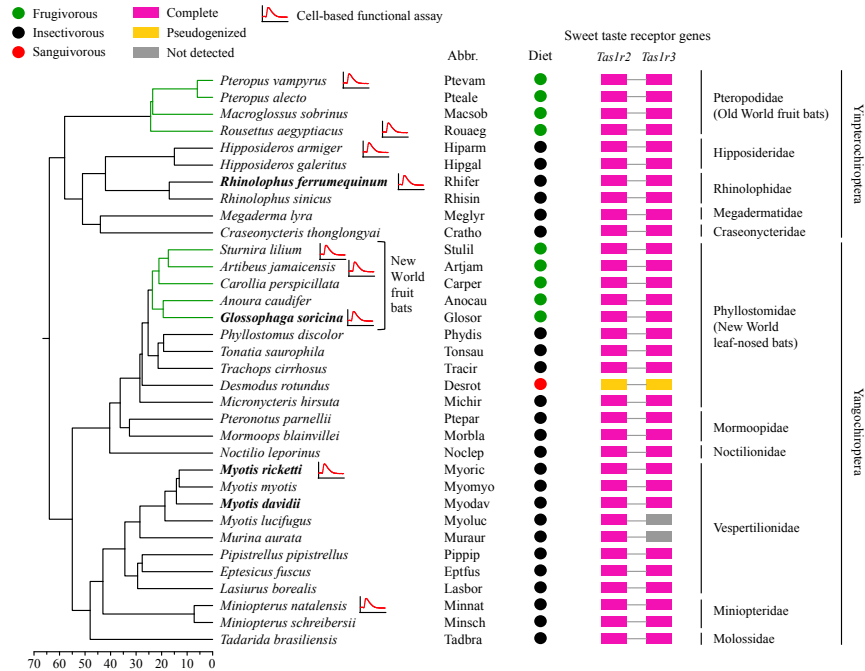 Frugivorous
Insectivorous
Sanguivorous
Complete
Pseudogenized
Not detected
Cell-based functional assay
Sweet taste receptor genes
Abbr. Diet Tas1r2 Tas1r3
Pteropus vampyrus Ptevam
Pteropus alecto Pteale
Macroglossus sobrinus Macsob
Rousettus aegyptiacus Rouaeg
Hipposideros armiger Hiparm
Hipposideros galeritus Hipgal
Rhinolophus ferrumequinum Rhifer
Rhinolophus sinicus Rhisin
Megaderma lyra Meglyr
Craseonycteris thonglongyai Cratho
Sturnira lilium Stulil
Artibeus jamaicensis Artjam
Carollia perspicillata Carper
Anoura caudifer Anocau
Glossophaga soricina Glosor
Phyllostomus discolor Phydis
Tonatia saurophila Tonsau
Trachops cirrhosus Tracir
Desmodus rotundus Desrot
Micronycteris hirsuta Michir
Pteronotus parnellii Ptepar
Mormoops blainvillei Morbla
Noctilio leporinus Noclep
Myotis ricketti Myoric
Myotis myotis Myomyo
Myotis davidii Myodav
Myotis lucifugus Myoluc
Murina aurata Muraur
Pipistrellus pipistrellus Pippip
Eptesicus fuscus Eptfus
Lasiurus borealis Lasbor
Miniopterus natalensis Minnat
Miniopterus schreibersii Minsch
Tadarida brasiliensis Tadbra
New
World
fruit
bats
Pteropodidae
(Old World fruit bats)
Hipposideridae
Rhinolophidae
Megadermatidae
Craseonycteridae
Phyllostomidae
(New World
leaf-nosed bats)
Mormoopidae
Noctilionidae
Vespertilionidae
Miniopteridae
Molossidae
Yinpterochiroptera
Yangochiroptera
70 60 50 40 30 20 10 0